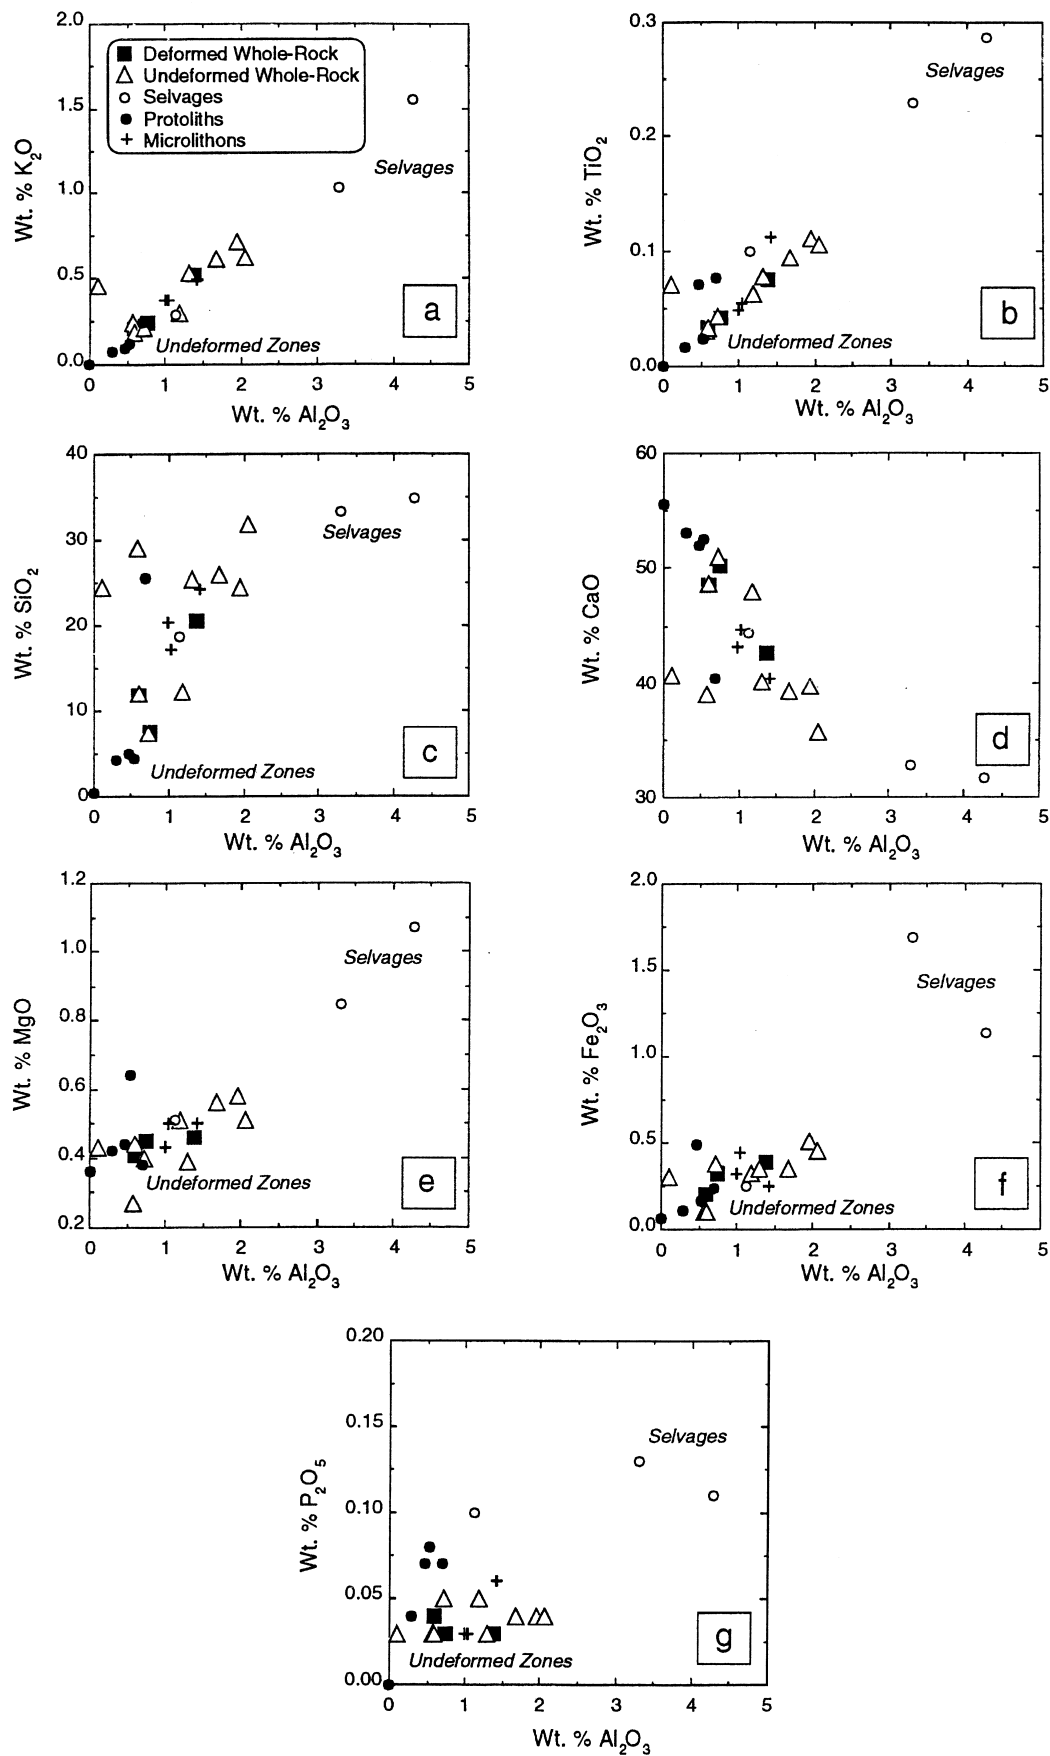 2.0
1.5
1.0
0.5
0.0
Wt. % K2O
■ Deformed Whole-Rock
△ Undeformed Whole-Rock
○ Selvages
● Protoliths
+ Microlithons
Selvages
a
Undeformed Zones
0 1 2 3 4 5
Wt. % Al2O3
0.3
0.2
0.1
0.0
Wt. % TiO2
Selvages
b
Undeformed Zones
0 1 2 3 4 5
Wt. % Al2O3
40
30
20
10
0
Wt. % SiO2
Selvages
c
Undeformed Zones
0 1 2 3 4 5
Wt. % Al2O3
60
50
40
30
Wt. % CaO
d
0 1 2 3 4 5
Wt. % Al2O3
1.2
1.0
0.8
0.6
0.4
0.2
Wt. % MgO
Selvages
e
Undeformed Zones
0 1 2 3 4 5
Wt. % Al2O3
2.0
1.5
1.0
0.5
0.0
Wt. % Fe2O3
Selvages
f
Undeformed Zones
0 1 2 3 4 5
Wt. % Al2O3
0.20
0.15
0.10
0.05
0.00
Wt. % P2O5
Selvages
g
Undeformed Zones
0 1 2 3 4 5
Wt. % Al2O3